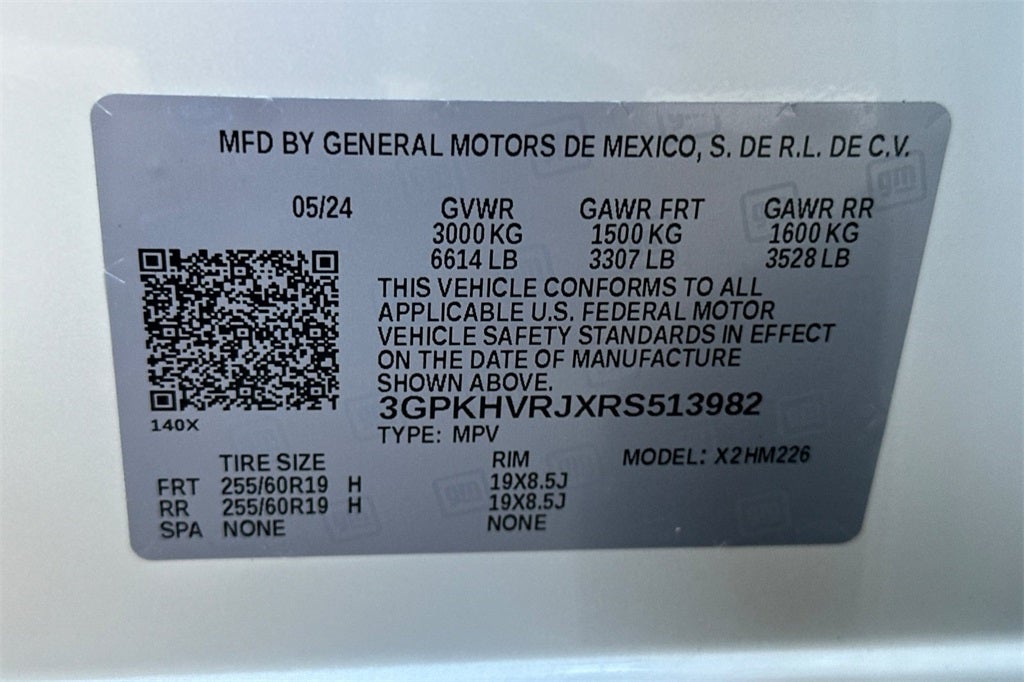 MFD BY GENERAL MOTORS DE MEXICO, S. DE R.L. DE C.V.
05/24 GVWR GAWR FRT GAWR RR
3000 KG 1500 KG 1600 KG
6614 LB 3307 LB 3528 LB
THIS VEHICLE CONFORMS TO ALL
APPLICABLE U.S. FEDERAL MOTOR
VEHICLE SAFETY STANDARDS IN EFFECT
ON THE DATE OF MANUFACTURE
SHOWN ABOVE.
3GPKHVRJXRS513982
140X
TYPE: MPV
TIRE SIZE RIM MODEL: X2HM226
FRT 255/60R19 H 19X8.5J
RR 255/60R19 H 19X8.5J
SPA NONE NONE
gm
gm